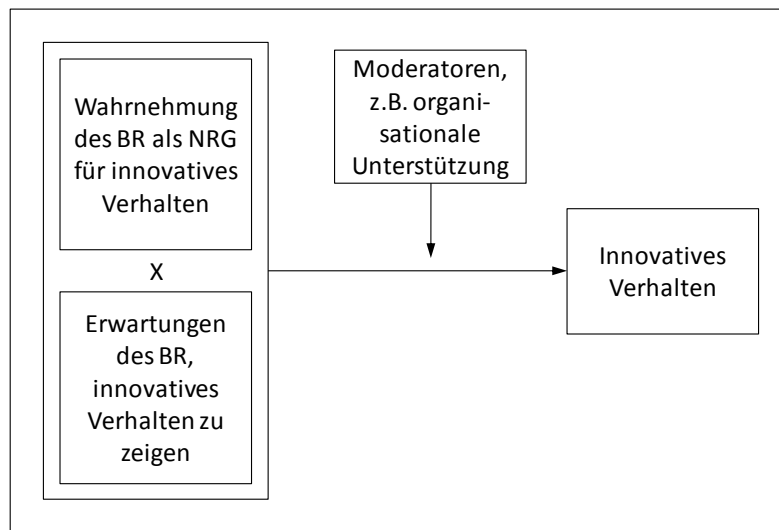 Wahrnehmung
des BR als NRG
für innovatives
Verhalten
X
Erwartungen
des BR,
innovatives
Verhalten zu
zeigen
Moderatoren,
z.B. organi-
sationale
Unterstützung
Innovatives
Verhalten